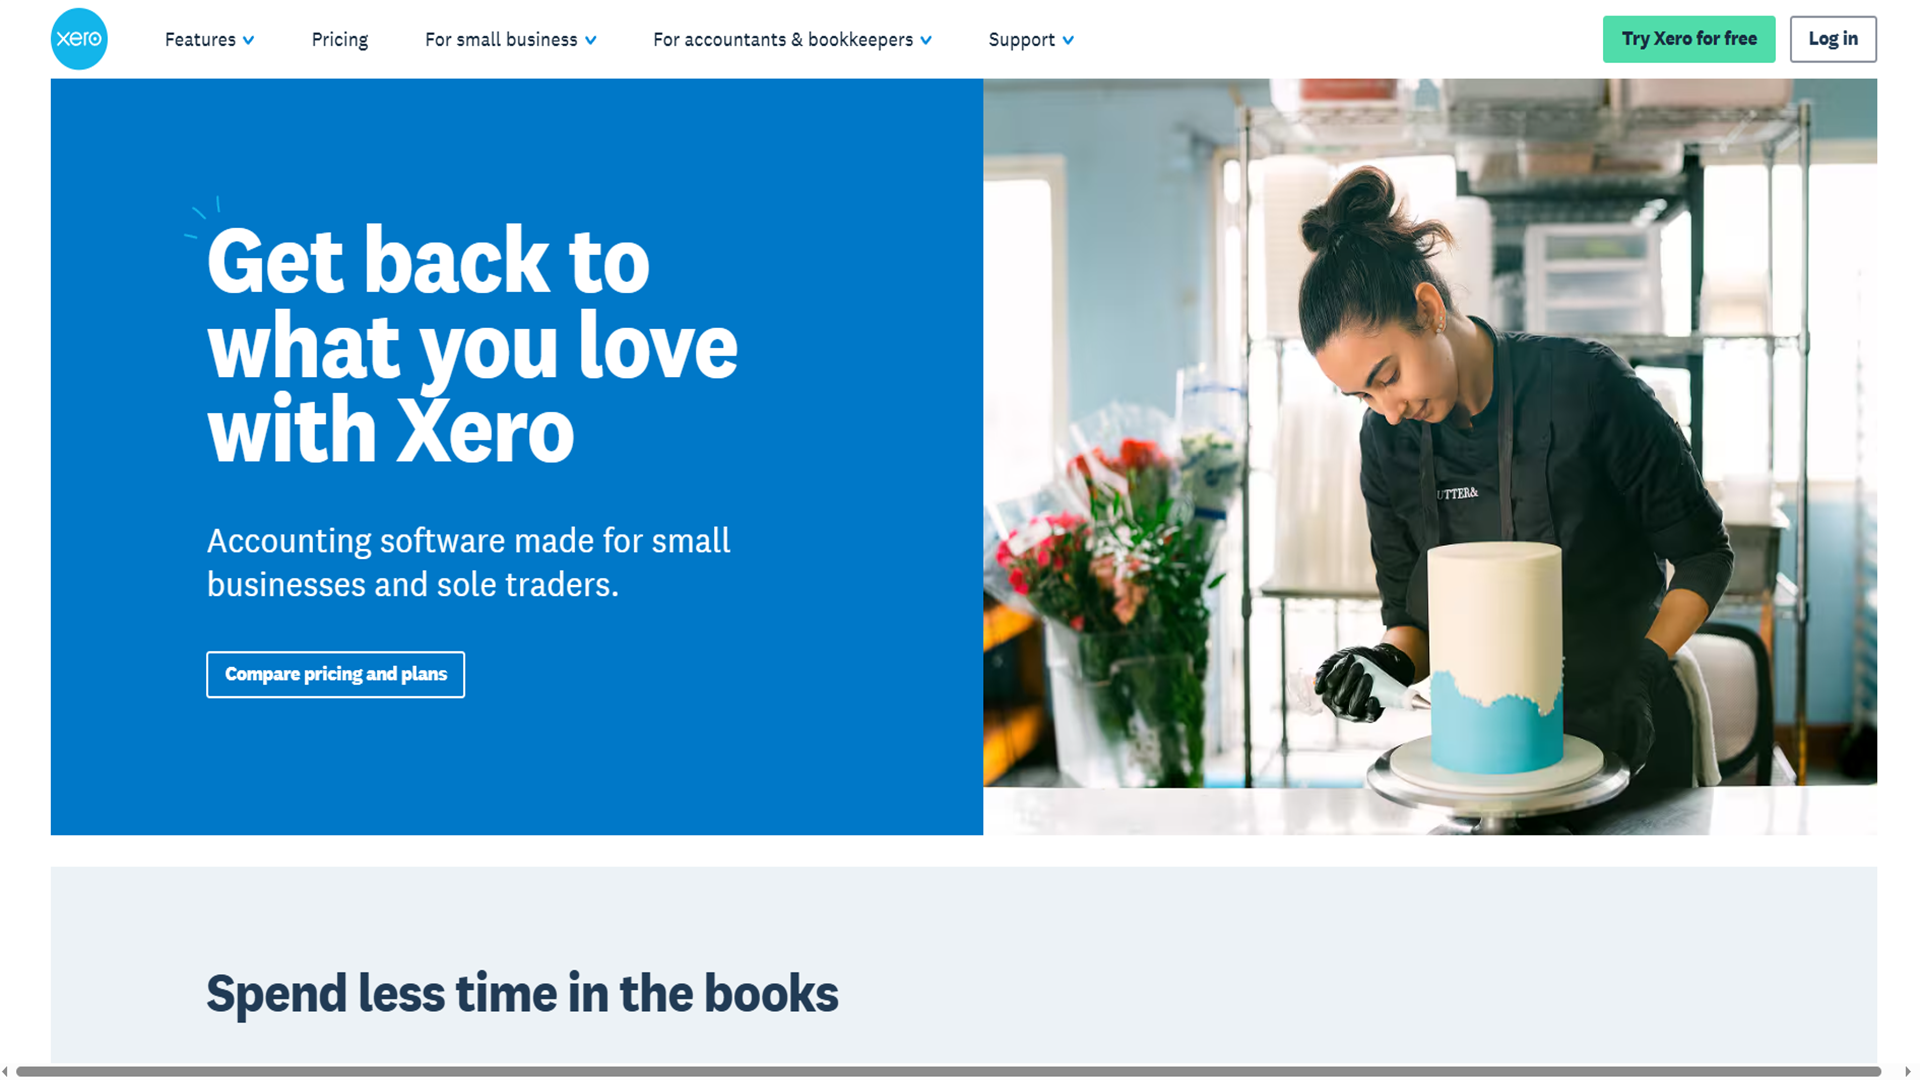 xero
Features
Pricing
For small business
For accountants & bookkeepers
Support
Try Xero for free
Log in
Get back to
what you love
with Xero
Accounting software made for small
businesses and sole traders.
Compare pricing and plans
UTTER&
Spend less time in the books